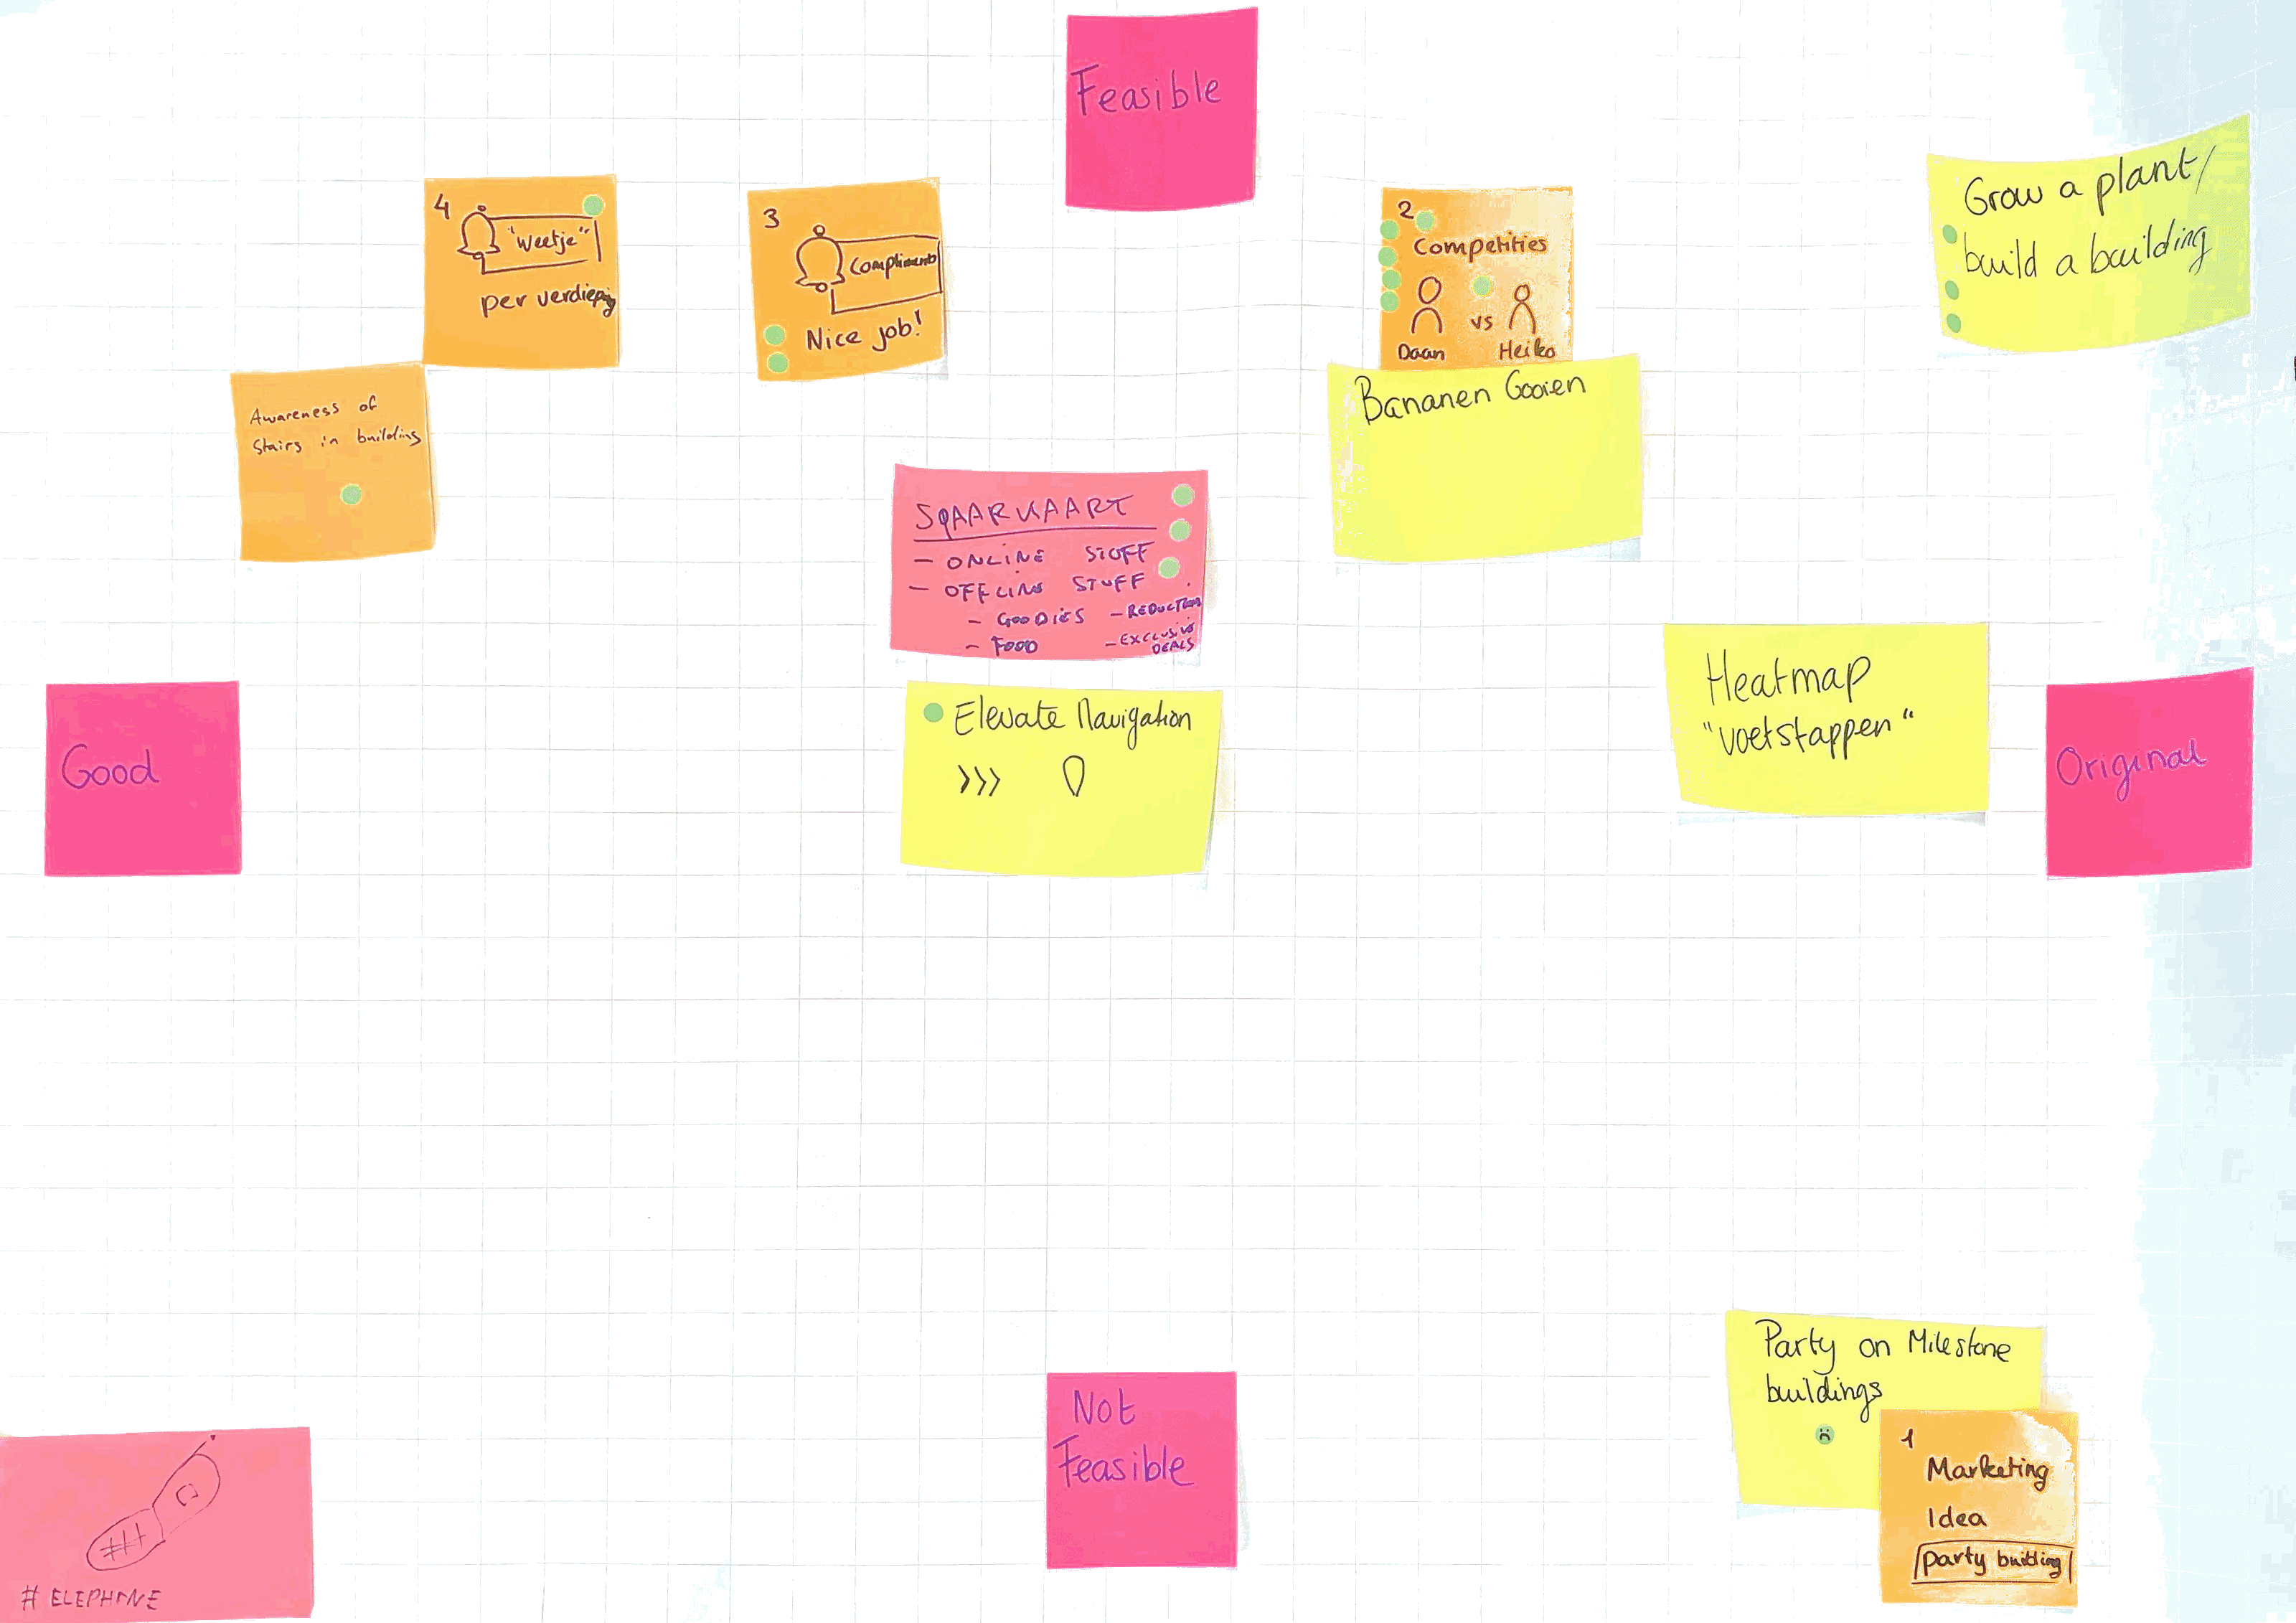 Feasible
4
"Weetje"
per verdieping
3
Compliment
Nice job!
2
Competities
vs
Daan Heiko
Grow a plant/
build a building
Awareness of
Stairs in building
Bananen Gooien
SPAARKAART
- ONLINE STUFF
- OFFLINE STUFF
- GOODIES - REDUCTION
- FOOD - EXCLUSIVE
DEALS
Good
Elevate Navigation
>>>
Heatmap
"voetstappen"
Original
Not
Feasible
Party on Milestone
buildings
1
Marketing
Idea
party building
# ELEPHONE